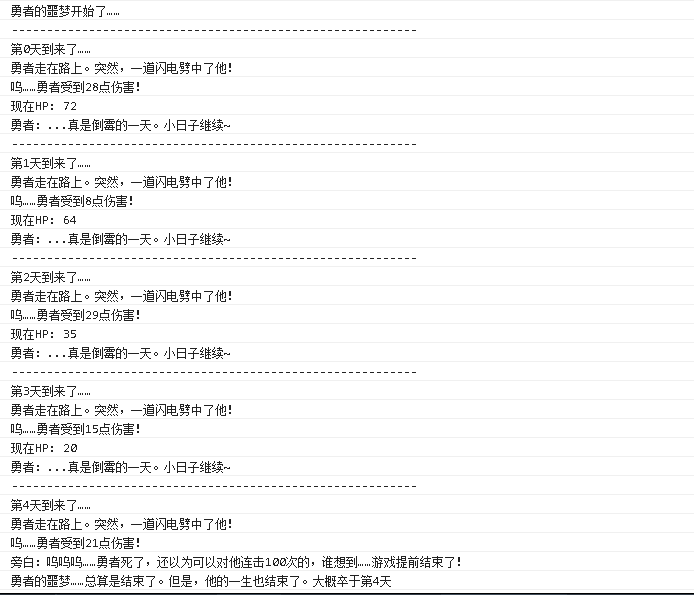 勇者的噩梦开始了……
----------------------------------------------------------
第0天到来了……
勇者走在路上。突然，一道闪电劈中了他！
呜……勇者受到28点伤害！
现在HP: 72
勇者：...真是倒霉的一天。小日子继续~
----------------------------------------------------------
第1天到来了……
勇者走在路上。突然，一道闪电劈中了他！
呜……勇者受到8点伤害！
现在HP: 64
勇者：...真是倒霉的一天。小日子继续~
----------------------------------------------------------
第2天到来了……
勇者走在路上。突然，一道闪电劈中了他！
呜……勇者受到29点伤害！
现在HP: 35
勇者：...真是倒霉的一天。小日子继续~
----------------------------------------------------------
第3天到来了……
勇者走在路上。突然，一道闪电劈中了他！
呜……勇者受到15点伤害！
现在HP: 20
勇者：...真是倒霉的一天。小日子继续~
----------------------------------------------------------
第4天到来了……
勇者走在路上。突然，一道闪电劈中了他！
呜……勇者受到21点伤害！
旁白：呜呜呜……勇者死了，还以为可以对他连击100次的，谁想到……游戏提前结束了！
勇者的噩梦……总算是结束了。但是，他的一生也结束了。大概卒于第4天